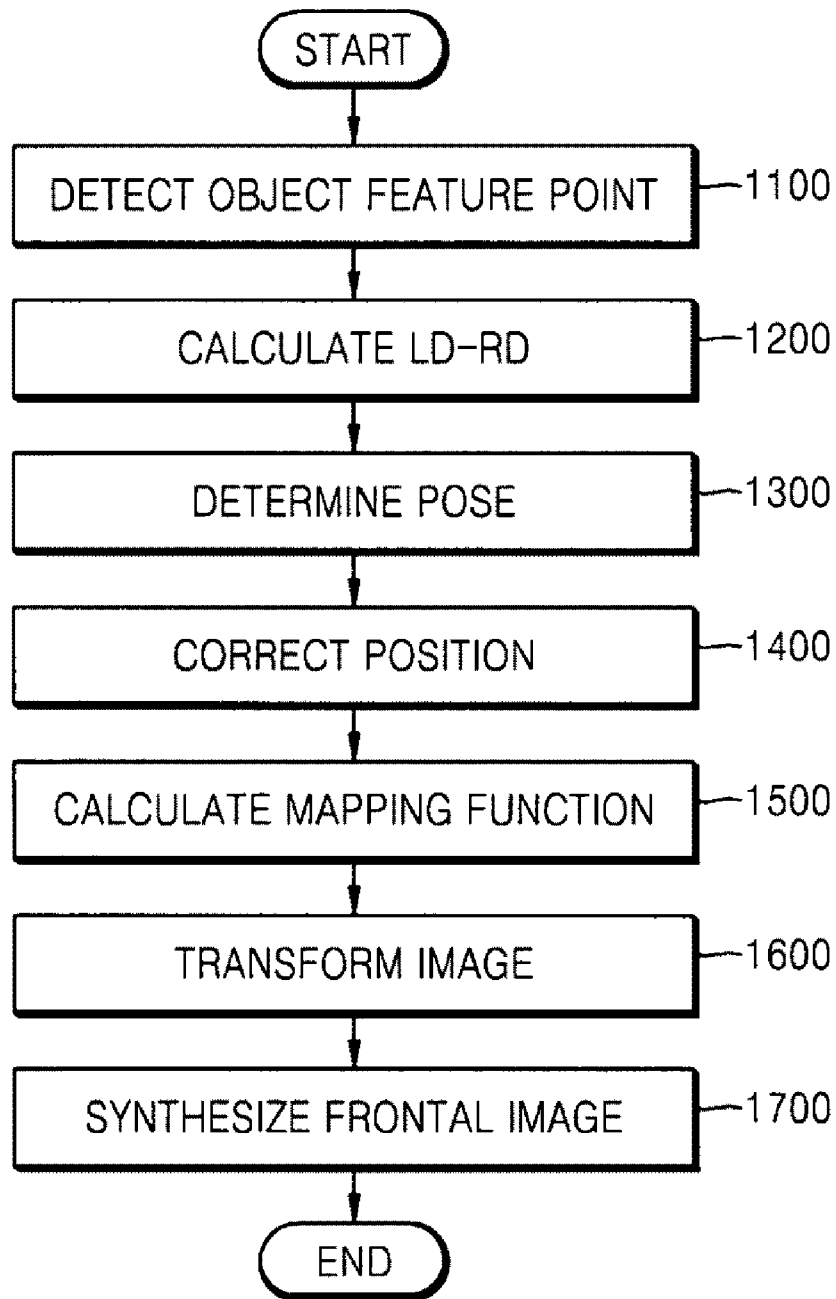 START
DETECT OBJECT FEATURE POINT 1100
CALCULATE LD-RD 1200
DETERMINE POSE 1300
CORRECT POSITION 1400
CALCULATE MAPPING FUNCTION 1500
TRANSFORM IMAGE 1600
SYNTHESIZE FRONTAL IMAGE 1700
END